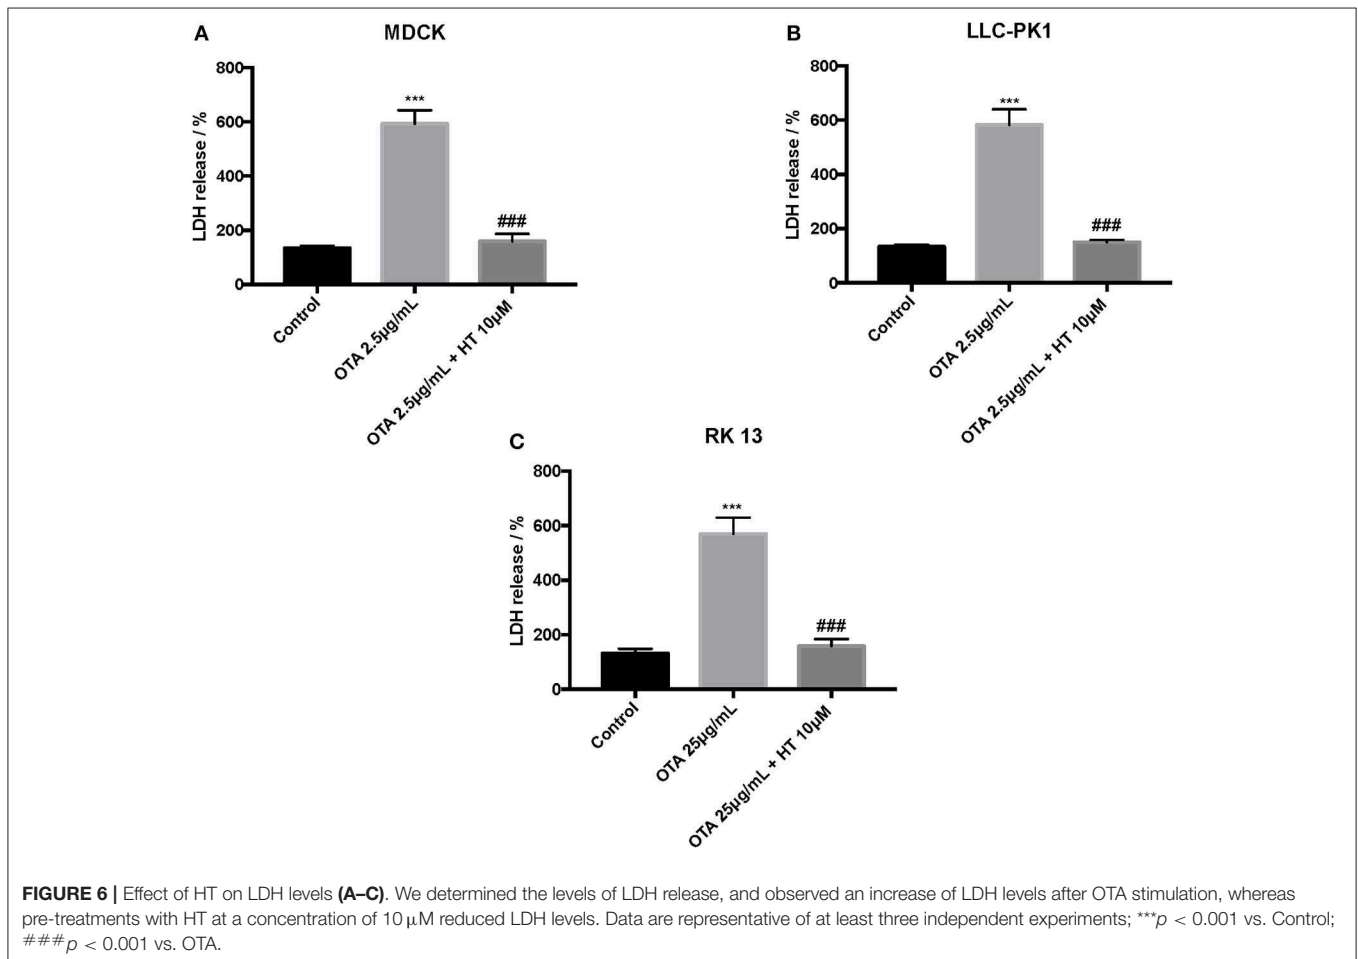 A
MDCK
LDH release / %
800
600
400
200
0
***
###
Control
OTA 2.5µg/mL
OTA 2.5µg/mL + HT 10µM
B
LLC-PK1
LDH release / %
800
600
400
200
0
***
###
Control
OTA 2.5µg/mL
OTA 2.5µg/mL + HT 10µM
C
RK 13
LDH release / %
800
600
400
200
0
***
###
Control
OTA 25µg/mL
OTA 25µg/mL + HT 10µM
FIGURE 6 | Effect of HT on LDH levels (A–C). We determined the levels of LDH release, and observed an increase of LDH levels after OTA stimulation, whereas
pre-treatments with HT at a concentration of 10 µM reduced LDH levels. Data are representative of at least three independent experiments; ***p < 0.001 vs. Control;
###p < 0.001 vs. OTA.